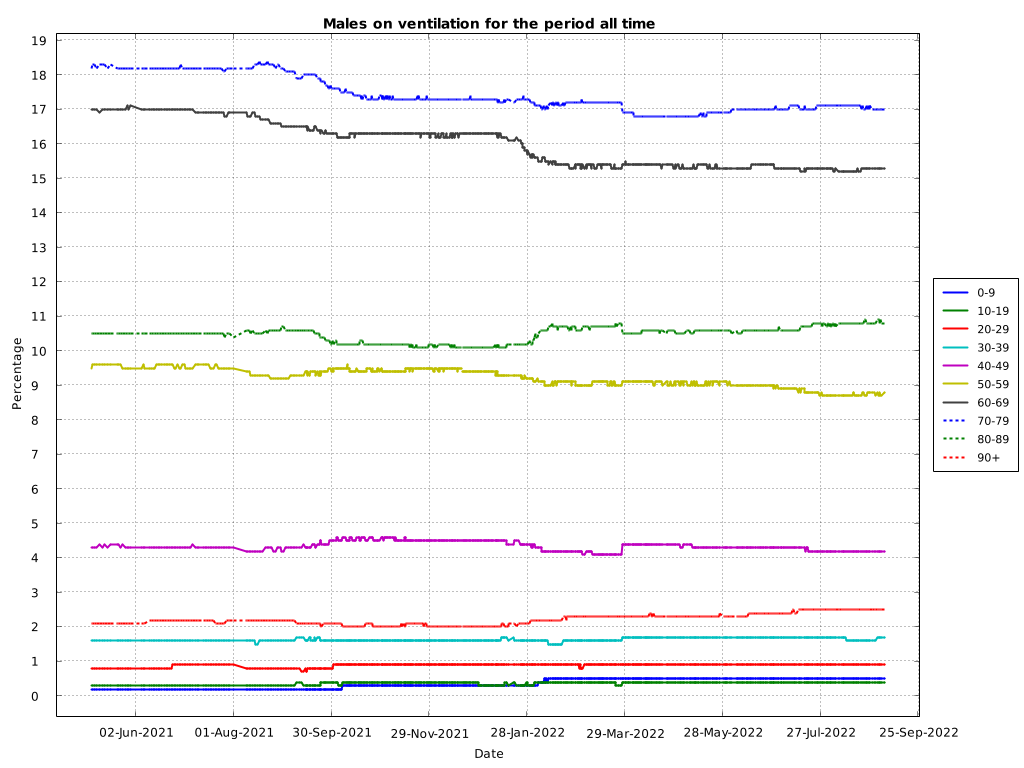 Males on ventilation for the period all time
19
18
17
16
15
14
13
12
11
10
9
8
7
6
5
4
3
2
1
0
Percentage
02-Jun-2021
01-Aug-2021
30-Sep-2021
29-Nov-2021
28-Jan-2022
29-Mar-2022
28-May-2022
27-Jul-2022
25-Sep-2022
Date
0-9
10-19
20-29
30-39
40-49
50-59
60-69
70-79
80-89
90+